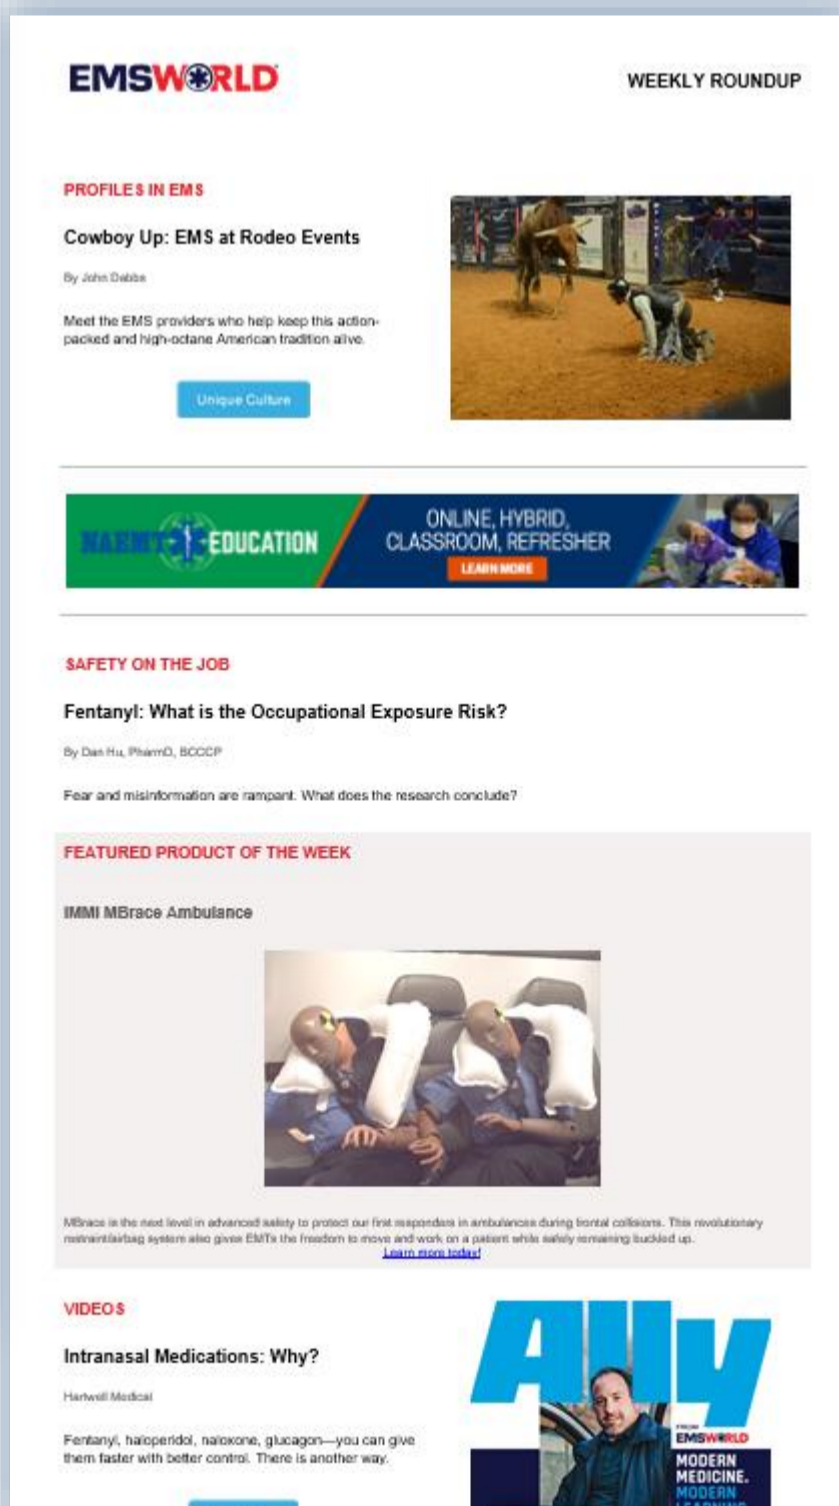 EMSWORLD
WEEKLY ROUNDUP
PROFILES IN EMS
Cowboy Up: EMS at Rodeo Events
By John Dabbs
Meet the EMS providers who help keep this action-
packed and high-octane American tradition alive.
Unique Culture
NAEMT EDUCATION
ONLINE, HYBRID,
CLASSROOM, REFRESHER
LEARN MORE
SAFETY ON THE JOB
Fentanyl: What is the Occupational Exposure Risk?
By Dan Hu, PharmD, BCCCP
Fear and misinformation are rampant. What does the research conclude?
FEATURED PRODUCT OF THE WEEK
IMMI MBrace Ambulance
MBrace is the next level in advanced safety to protect our first responders in ambulances during frontal collisions. This revolutionary
restraint/airbag system also gives EMTs the freedom to move and work on a patient while safely remaining buckled up.
Learn more today!
VIDEOS
Intranasal Medications: Why?
Hartwell Medical
Fentanyl, haloperidol, naloxone, glucagon—you can give
them faster with better control. There is another way.
Ally
FROM
EMSWORLD
MODERN
MEDICINE.
MODERN
LEARNING